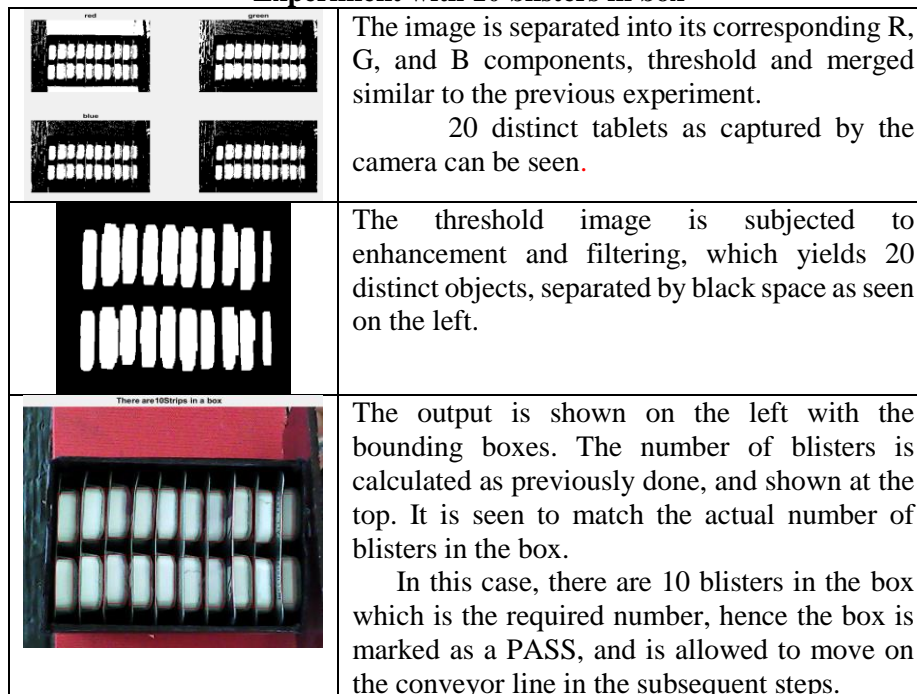 Experiment with 10 blisters in box
red
green
blue
The image is separated into its corresponding R,
G, and B components, threshold and merged
similar to the previous experiment.
20 distinct tablets as captured by the
camera can be seen.
The threshold image is subjected to
enhancement and filtering, which yields 20
distinct objects, separated by black space as seen
on the left.
There are10Strips in a box
The output is shown on the left with the
bounding boxes. The number of blisters is
calculated as previously done, and shown at the
top. It is seen to match the actual number of
blisters in the box.
In this case, there are 10 blisters in the box
which is the required number, hence the box is
marked as a PASS, and is allowed to move on
the conveyor line in the subsequent steps.